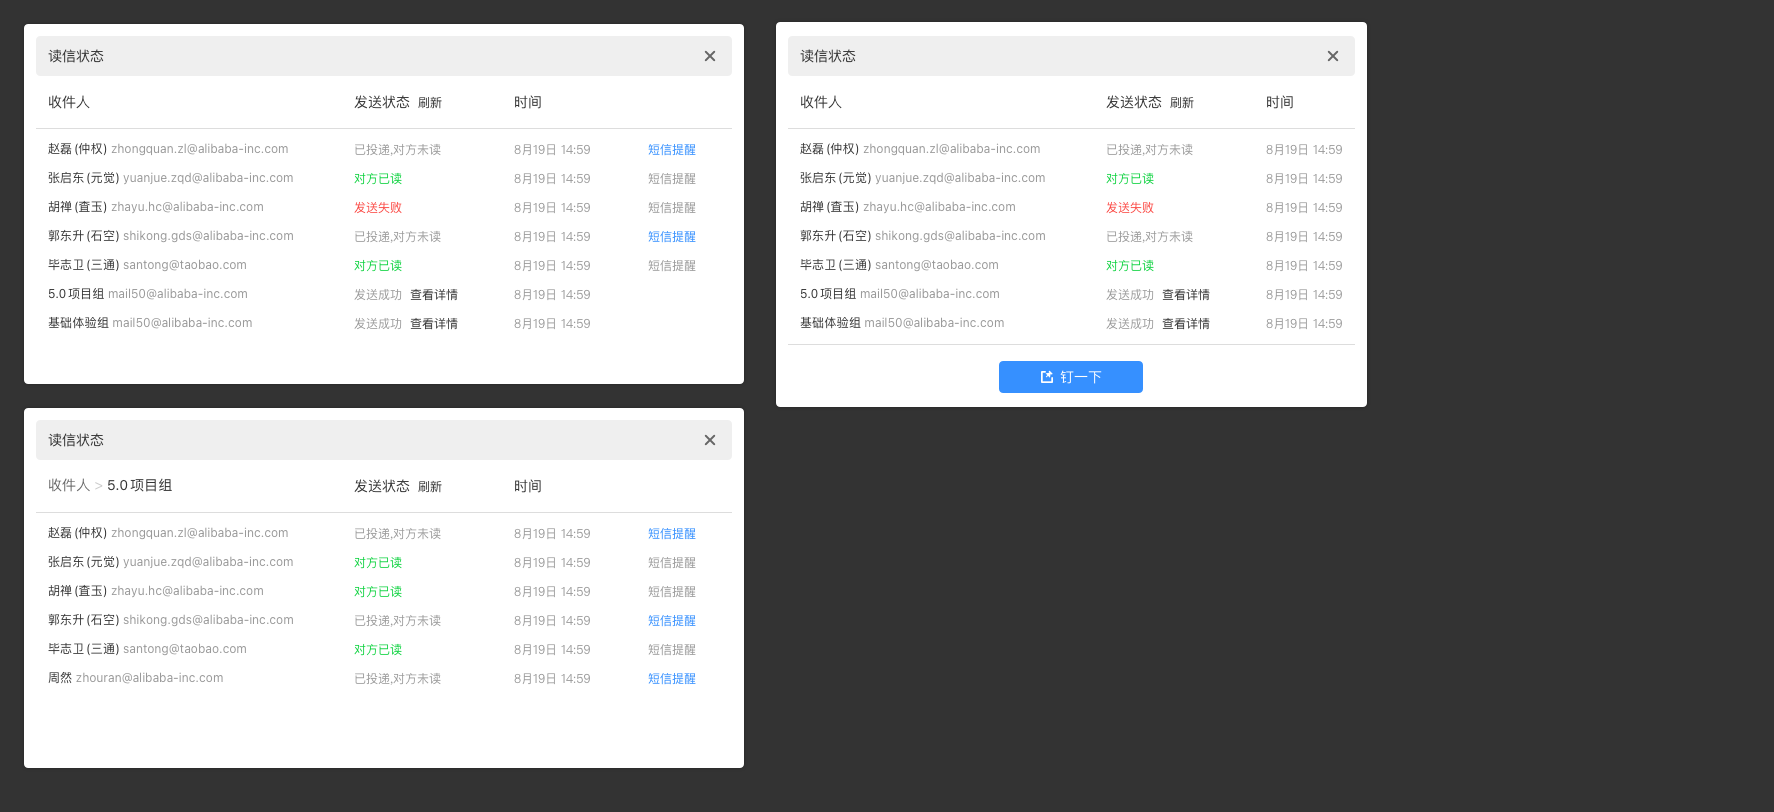 读信状态
收件人 发送状态 刷新 时间
赵磊 (仲权) zhongquan.zl@alibaba-inc.com 已投递,对方未读 8月19日 14:59 短信提醒
张启东 (元觉) yuanjue.zqd@alibaba-inc.com 对方已读 8月19日 14:59 短信提醒
胡禅 (査玉) zhayu.hc@alibaba-inc.com 发送失败 8月19日 14:59 短信提醒
郭东升 (石空) shikong.gds@alibaba-inc.com 已投递,对方未读 8月19日 14:59 短信提醒
毕志卫 (三通) santong@taobao.com 对方已读 8月19日 14:59 短信提醒
5.0 项目组 mail50@alibaba-inc.com 发送成功 查看详情 8月19日 14:59
基础体验组 mail50@alibaba-inc.com 发送成功 查看详情 8月19日 14:59
读信状态
收件人 发送状态 刷新 时间
赵磊 (仲权) zhongquan.zl@alibaba-inc.com 已投递,对方未读 8月19日 14:59
张启东 (元觉) yuanjue.zqd@alibaba-inc.com 对方已读 8月19日 14:59
胡禅 (査玉) zhayu.hc@alibaba-inc.com 发送失败 8月19日 14:59
郭东升 (石空) shikong.gds@alibaba-inc.com 已投递,对方未读 8月19日 14:59
毕志卫 (三通) santong@taobao.com 对方已读 8月19日 14:59
5.0 项目组 mail50@alibaba-inc.com 发送成功 查看详情 8月19日 14:59
基础体验组 mail50@alibaba-inc.com 发送成功 查看详情 8月19日 14:59
钉一下
读信状态
收件人 > 5.0 项目组 发送状态 刷新 时间
赵磊 (仲权) zhongquan.zl@alibaba-inc.com 已投递,对方未读 8月19日 14:59 短信提醒
张启东 (元觉) yuanjue.zqd@alibaba-inc.com 对方已读 8月19日 14:59 短信提醒
胡禅 (査玉) zhayu.hc@alibaba-inc.com 对方已读 8月19日 14:59 短信提醒
郭东升 (石空) shikong.gds@alibaba-inc.com 已投递,对方未读 8月19日 14:59 短信提醒
毕志卫 (三通) santong@taobao.com 对方已读 8月19日 14:59 短信提醒
周然 zhouran@alibaba-inc.com 已投递,对方未读 8月19日 14:59 短信提醒